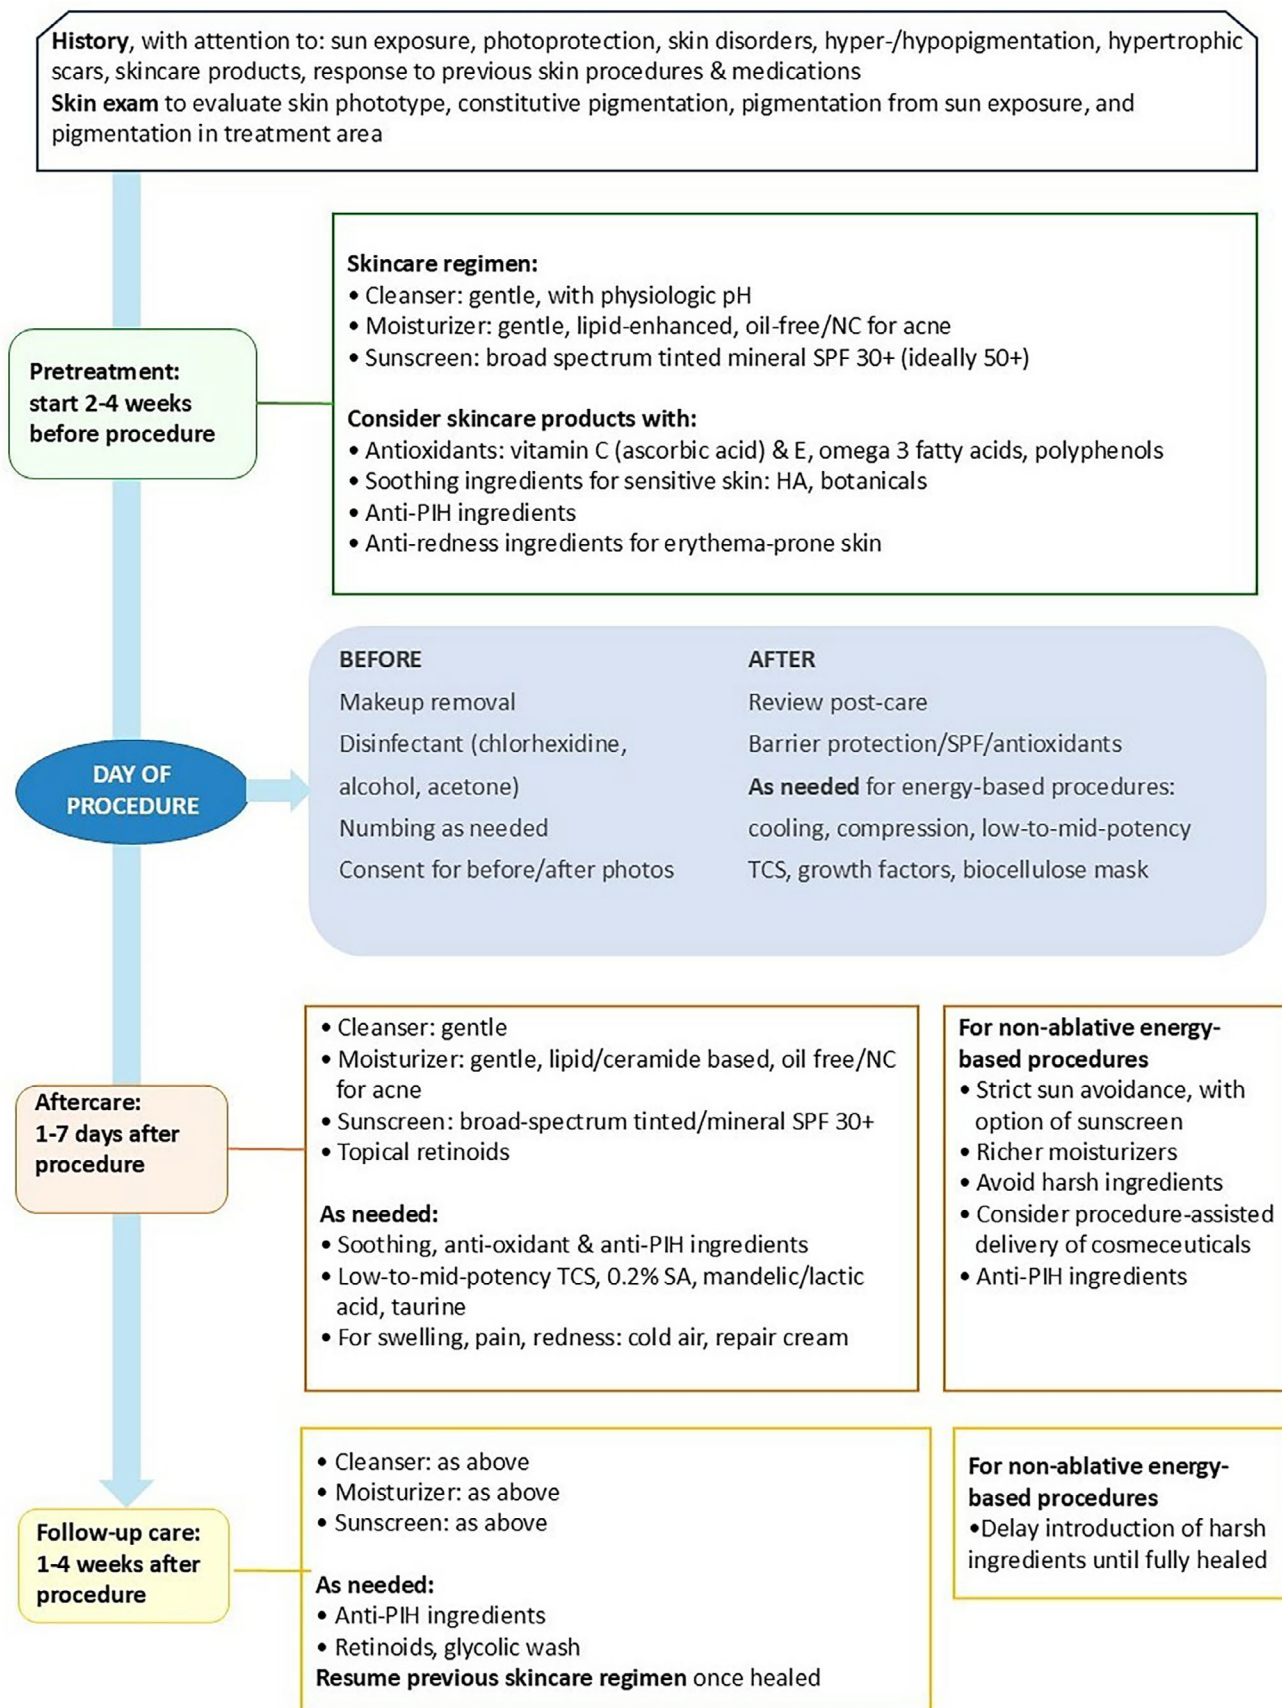 History, with attention to: sun exposure, photoprotection, skin disorders, hyper-/hypopigmentation, hypertrophic
scars, skincare products, response to previous skin procedures & medications
Skin exam to evaluate skin phototype, constitutive pigmentation, pigmentation from sun exposure, and
pigmentation in treatment area
Pretreatment:
start 2-4 weeks
before procedure
Skincare regimen:
• Cleanser: gentle, with physiologic pH
• Moisturizer: gentle, lipid-enhanced, oil-free/NC for acne
• Sunscreen: broad spectrum tinted mineral SPF 30+ (ideally 50+)
Consider skincare products with:
• Antioxidants: vitamin C (ascorbic acid) & E, omega 3 fatty acids, polyphenols
• Soothing ingredients for sensitive skin: HA, botanicals
• Anti-PIH ingredients
• Anti-redness ingredients for erythema-prone skin
DAY OF
PROCEDURE
BEFORE
Makeup removal
Disinfectant (chlorhexidine,
alcohol, acetone)
Numbing as needed
Consent for before/after photos
AFTER
Review post-care
Barrier protection/SPF/antioxidants
As needed for energy-based procedures:
cooling, compression, low-to-mid-potency
TCS, growth factors, biocellulose mask
Aftercare:
1-7 days after
procedure
• Cleanser: gentle
• Moisturizer: gentle, lipid/ceramide based, oil free/NC
for acne
• Sunscreen: broad-spectrum tinted/mineral SPF 30+
• Topical retinoids
As needed:
• Soothing, anti-oxidant & anti-PIH ingredients
• Low-to-mid-potency TCS, 0.2% SA, mandelic/lactic
acid, taurine
• For swelling, pain, redness: cold air, repair cream
For non-ablative energy-
based procedures
• Strict sun avoidance, with
option of sunscreen
• Richer moisturizers
• Avoid harsh ingredients
• Consider procedure-assisted
delivery of cosmeceuticals
• Anti-PIH ingredients
Follow-up care:
1-4 weeks after
procedure
• Cleanser: as above
• Moisturizer: as above
• Sunscreen: as above
As needed:
• Anti-PIH ingredients
• Retinoids, glycolic wash
Resume previous skincare regimen once healed
For non-ablative energy-
based procedures
•Delay introduction of harsh
ingredients until fully healed